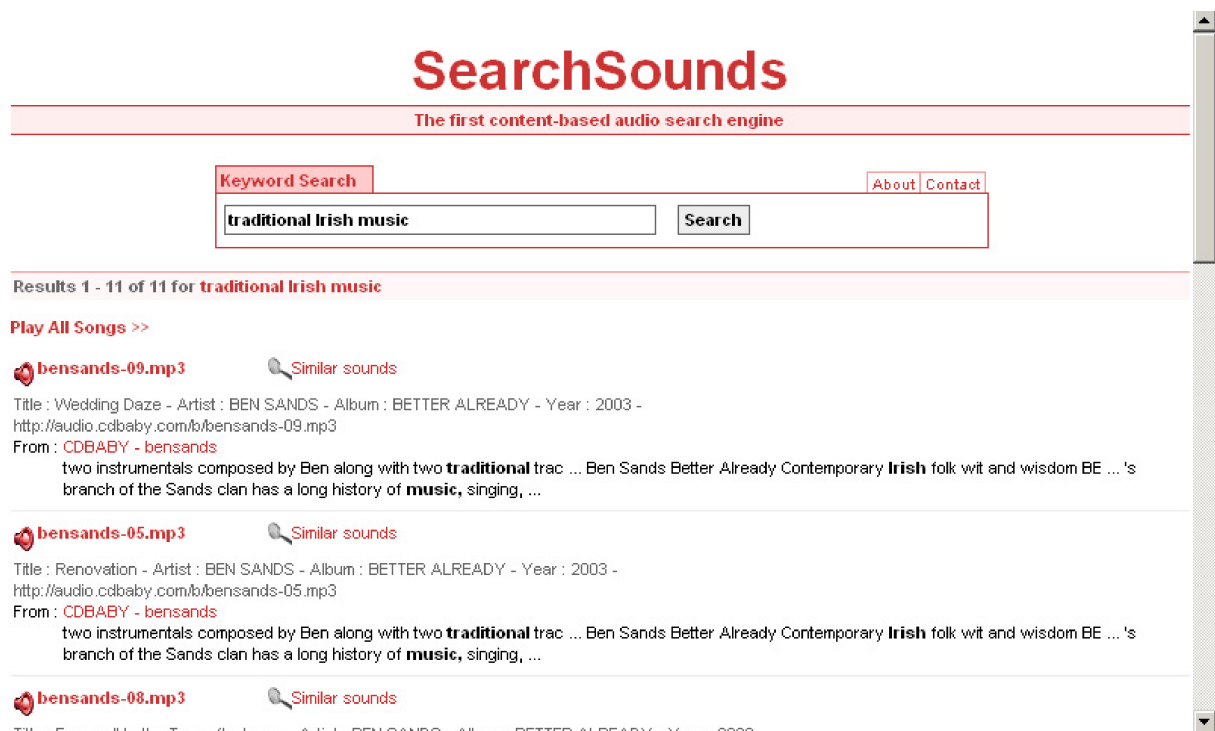 SearchSounds
The first content-based audio search engine
Keyword Search
About Contact
traditional Irish music Search
Results 1 - 11 of 11 for traditional Irish music
Play All Songs >>
bensands-09.mp3 Similar sounds
Title : Wedding Daze - Artist : BEN SANDS - Album : BETTER ALREADY - Year : 2003 -
http://audio.cdbaby.com/b/bensands-09.mp3
From : CDBABY - bensands
two instrumentals composed by Ben along with two traditional trac ... Ben Sands Better Already Contemporary Irish folk wit and wisdom BE ... 's
branch of the Sands clan has a long history of music, singing, ...
bensands-05.mp3 Similar sounds
Title : Renovation - Artist : BEN SANDS - Album : BETTER ALREADY - Year : 2003 -
http://audio.cdbaby.com/b/bensands-05.mp3
From : CDBABY - bensands
two instrumentals composed by Ben along with two traditional trac ... Ben Sands Better Already Contemporary Irish folk wit and wisdom BE ... 's
branch of the Sands clan has a long history of music, singing, ...
bensands-08.mp3 Similar sounds